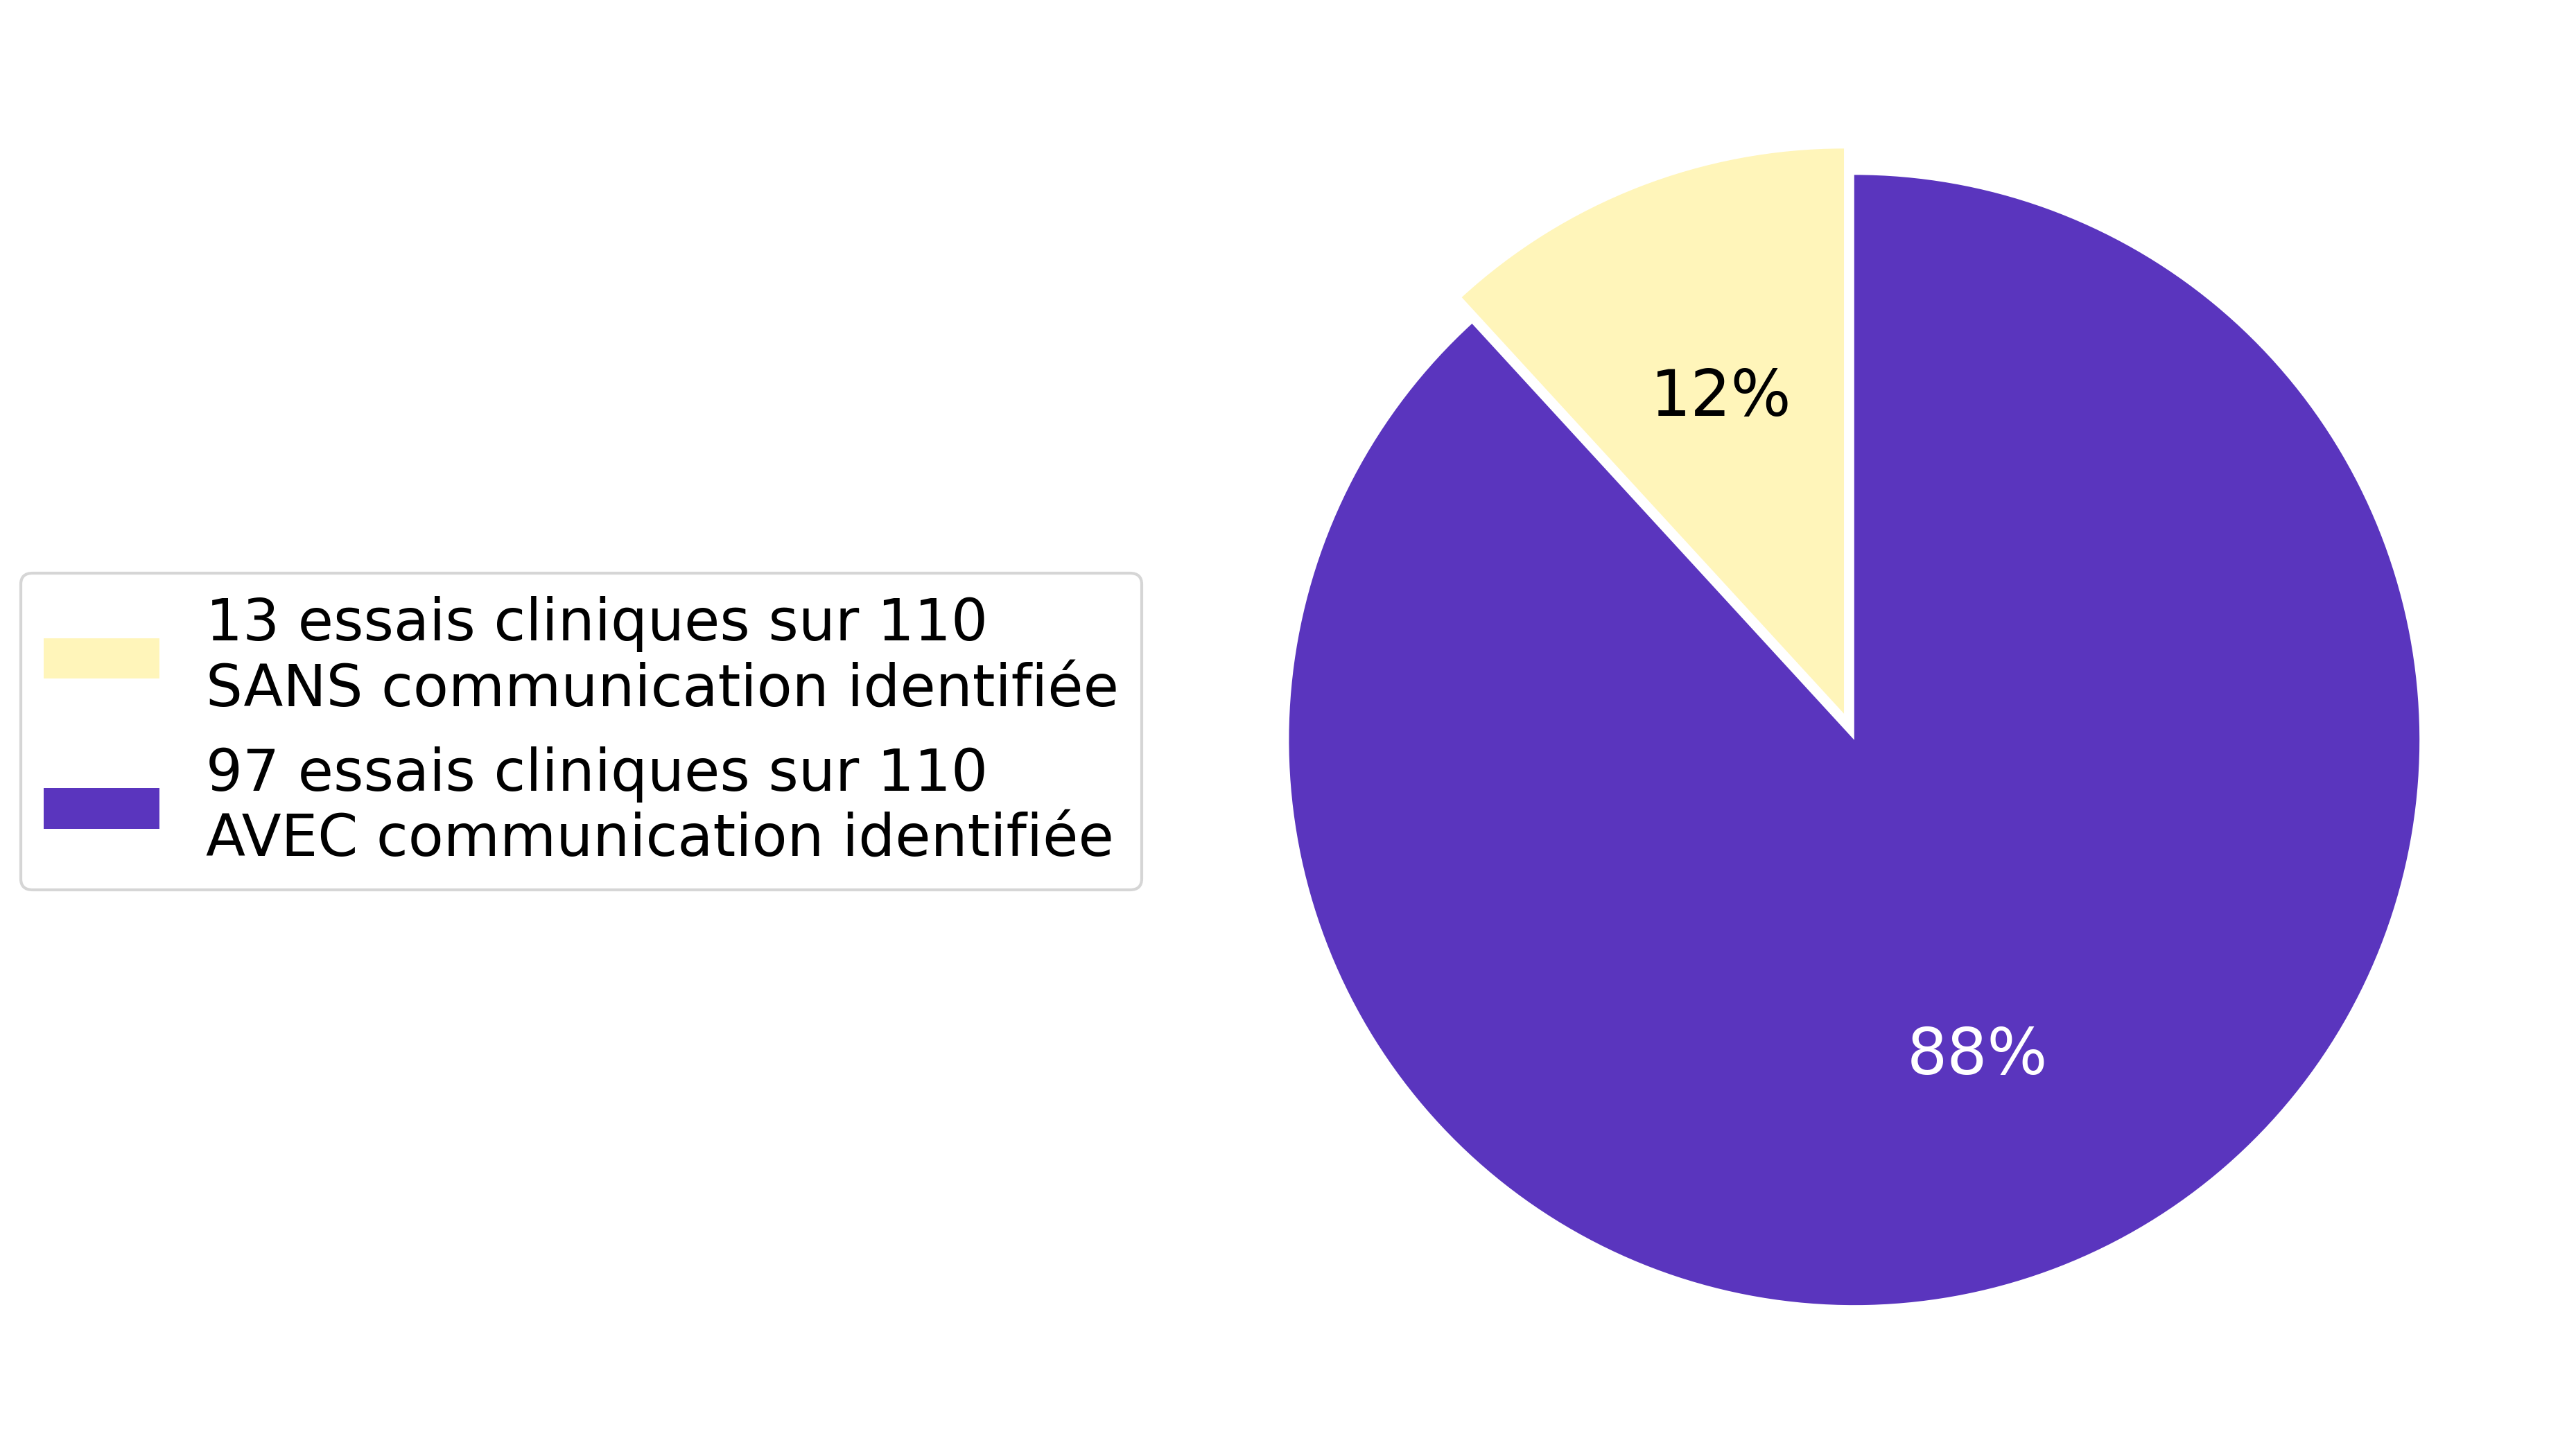 13 essais cliniques sur 110
SANS communication identifiée
97 essais cliniques sur 110
AVEC communication identifiée
12%
88%